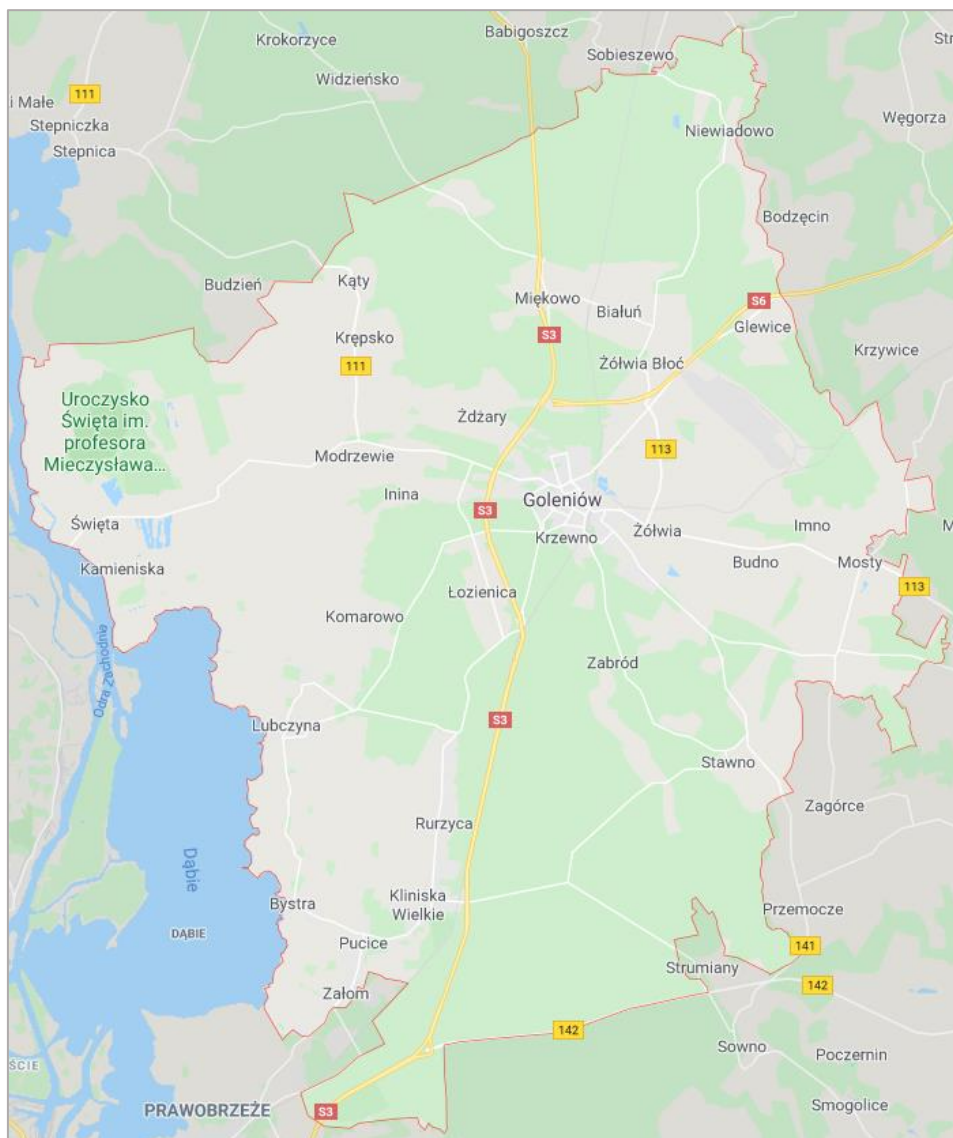 Babigoszcz
Krokorzyce
Sobieszewo
Widzieńsko
111
i Małe
Stepniczka
Stepnica
Węgorza
Niewiadowo
Bodzęcin
Budzień
Kąty
Miękowo
S6
Białuń
Glewice
Krępsko
S3
Krzywice
111
Żółwia Błoć
Uroczysko
Święta im.
profesora
Mieczysława...
Żdżary
113
Modrzewie
Inina
Goleniów
S3
Święta
Krzewno
Żółwia
Imno
Kamieniska
Budno
Mosty
113
Łozienica
Komarowo
Odra Zachodnia
Zabród
Lubczyna
S3
Stawno
Zagórce
Rurzyca
Dąbie
Kliniska
Wielkie
Bystra
Przemocze
DĄBIE
Pucice
141
Strumiany
142
Załom
142
Sowno
Poczernin
ŚCIE
PRAWOBRZEŻE
S3
Smogolice